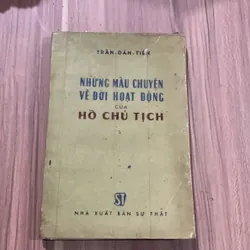 TRẦN-DÂN-TIÊN
NHỮNG MẨU CHUYỆN
VỀ ĐỜI HOẠT ĐỘNG
CỦA
HỒ CHỦ TỊCH
ST
NHÀ XUẤT BẢN SỰ THẬT